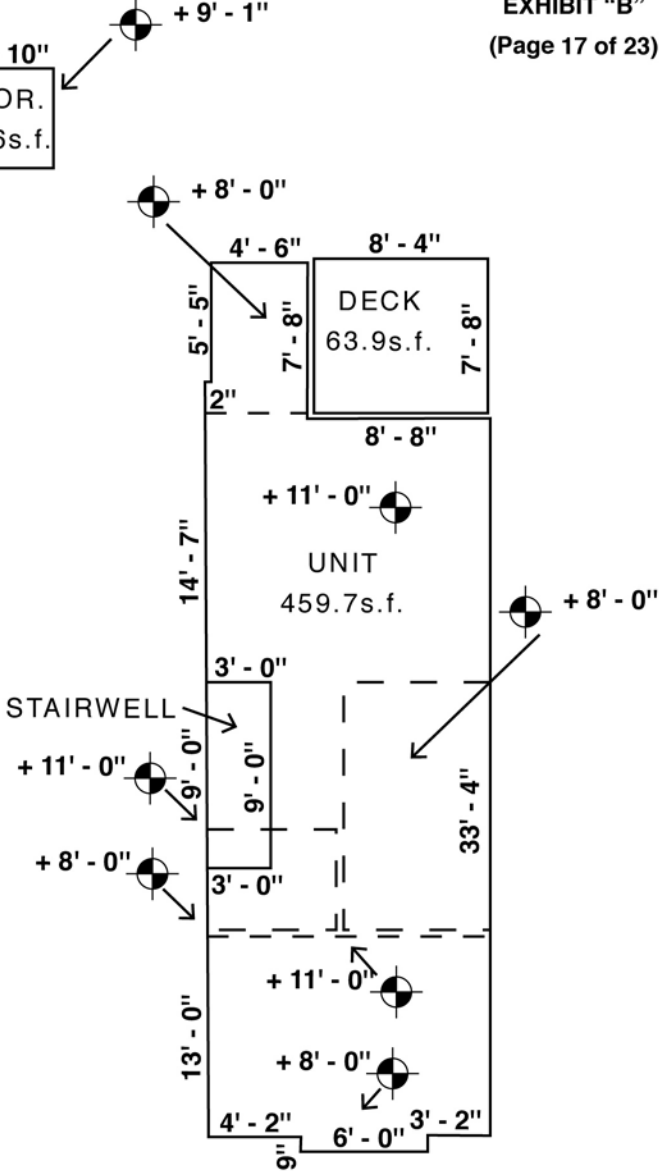 EXHIBIT “B”
(Page 17 of 23)
+ 9' - 1"
10"
OR.
6s.f.
+ 8' - 0"
4' - 6"
8' - 4"
5' - 5"
7' - 8"
DECK
63.9s.f.
7' - 8"
2"
8' - 8"
+ 11' - 0"
14' - 7"
UNIT
459.7s.f.
+ 8' - 0"
3' - 0"
STAIRWELL
9' - 0"
9' - 0"
+ 11' - 0"
33' - 4"
+ 8' - 0"
3' - 0"
+ 11' - 0"
13' - 0"
+ 8' - 0"
4' - 2"
6' - 0"
3' - 2"
9"